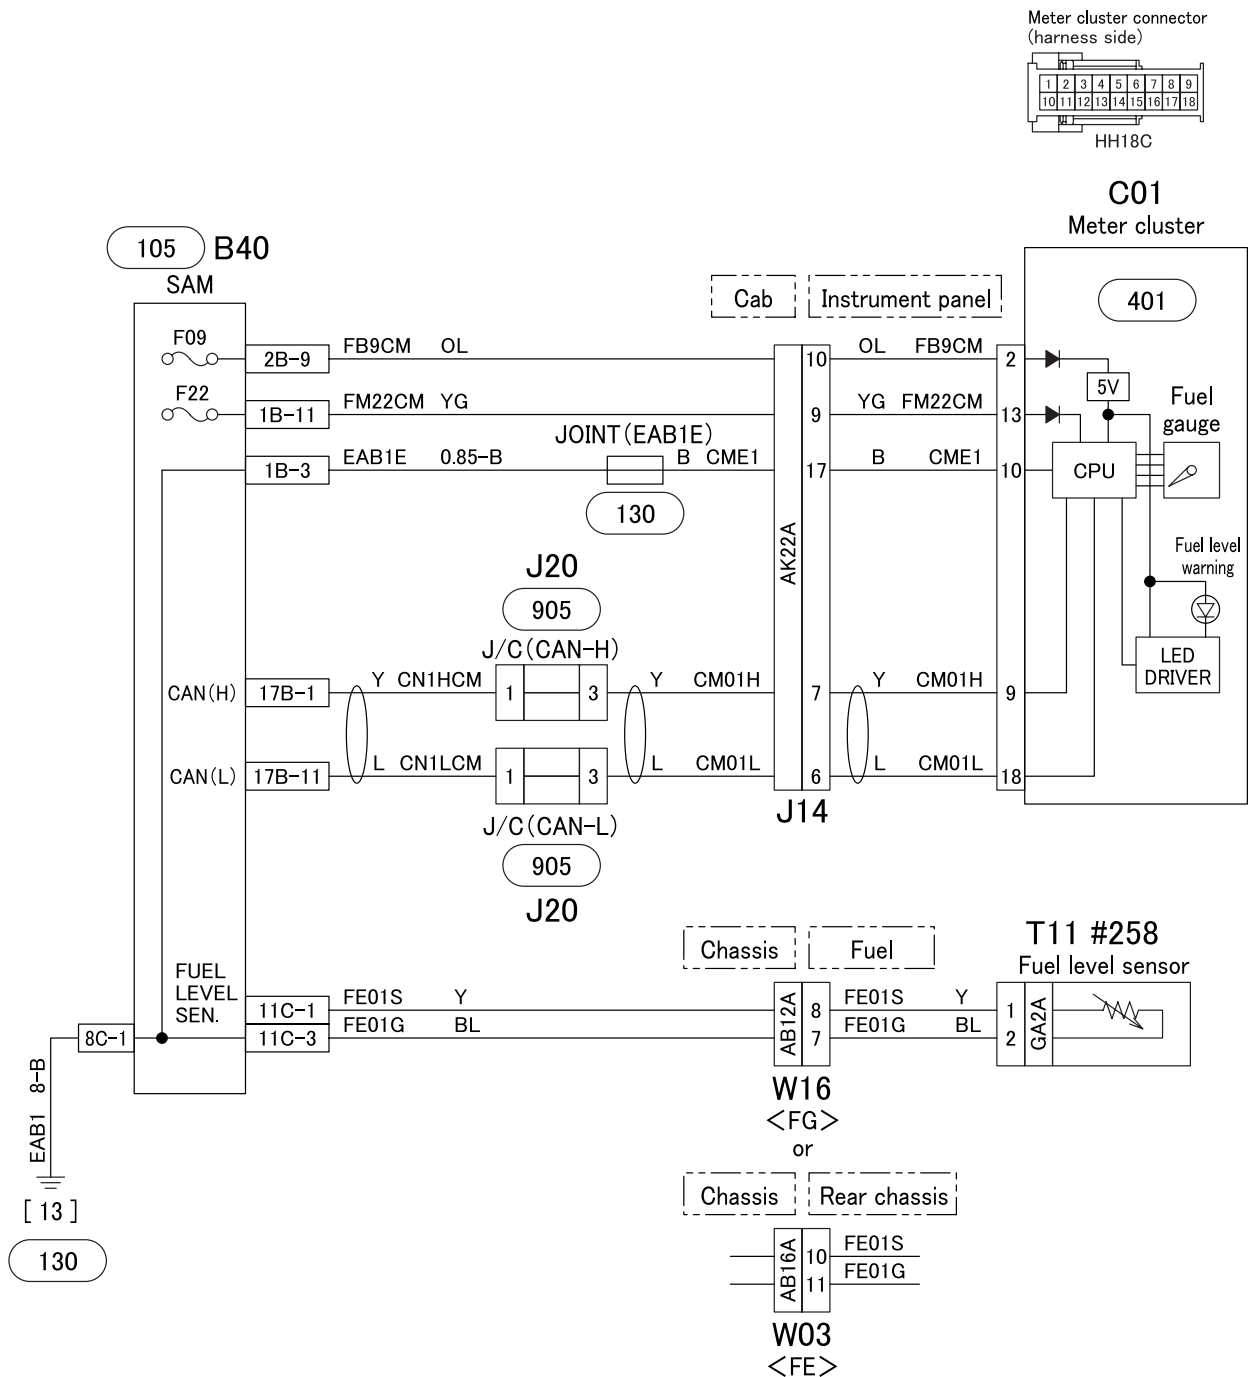 Meter cluster connector
(harness side)
1 2 3 4 5 6 7 8 9
10 11 12 13 14 15 16 17 18
HH18C
C01
Meter cluster
105 B40
SAM
401
Cab
Instrument panel
F09
2B-9
FB9CM OL
10
OL FB9CM
2
5V
F22
1B-11
FM22CM YG
9
YG FM22CM
13
Fuel
gauge
JOINT(EAB1E)
1B-3
EAB1E 0.85-B
B CME1
17
B CME1
10
CPU
130
AK22A
Fuel level
warning
J20
905
J/C(CAN-H)
LED
DRIVER
CAN(H)
17B-1
Y CN1HCM
1 3
Y CM01H
7
Y CM01H
9
CAN(L)
17B-11
L CN1LCM
1 3
L CM01L
6
L CM01L
18
J14
J/C(CAN-L)
905
J20
Chassis
Fuel
T11 #258
Fuel level sensor
FUEL
LEVEL
SEN.
11C-1
FE01S Y
8
FE01S Y
1
8C-1
11C-3
FE01G BL
7
FE01G BL
2
AB12A
GA2A
EAB1 8-B
W16
<FG>
or
[ 13 ]
130
Chassis
Rear chassis
AB16A
10
FE01S
11
FE01G
W03
<FE>